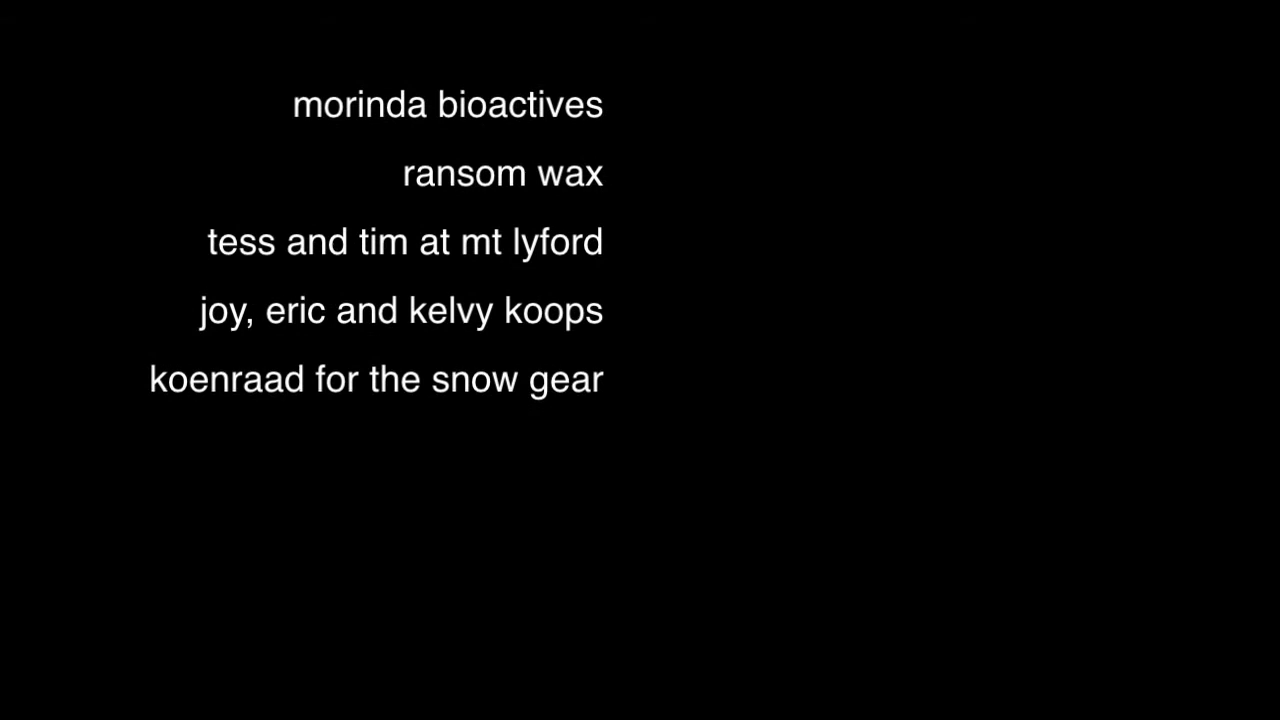 morinda bioactives
ransom wax
tess and tim at mt lyford
joy, eric and kelvy koops
koenraad for the snow gear